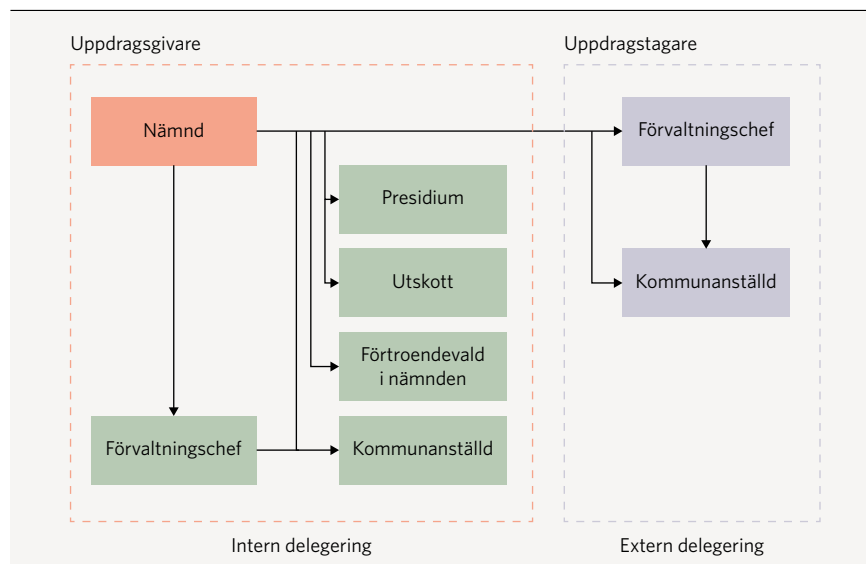 Uppdragsgivare
Uppdragstagare
Nämnd
Förvaltningschef
Presidium
Utskott
Kommunanställd
Förtroendevald
i nämnden
Förvaltningschef
Kommunanställd
Intern delegering
Extern delegering